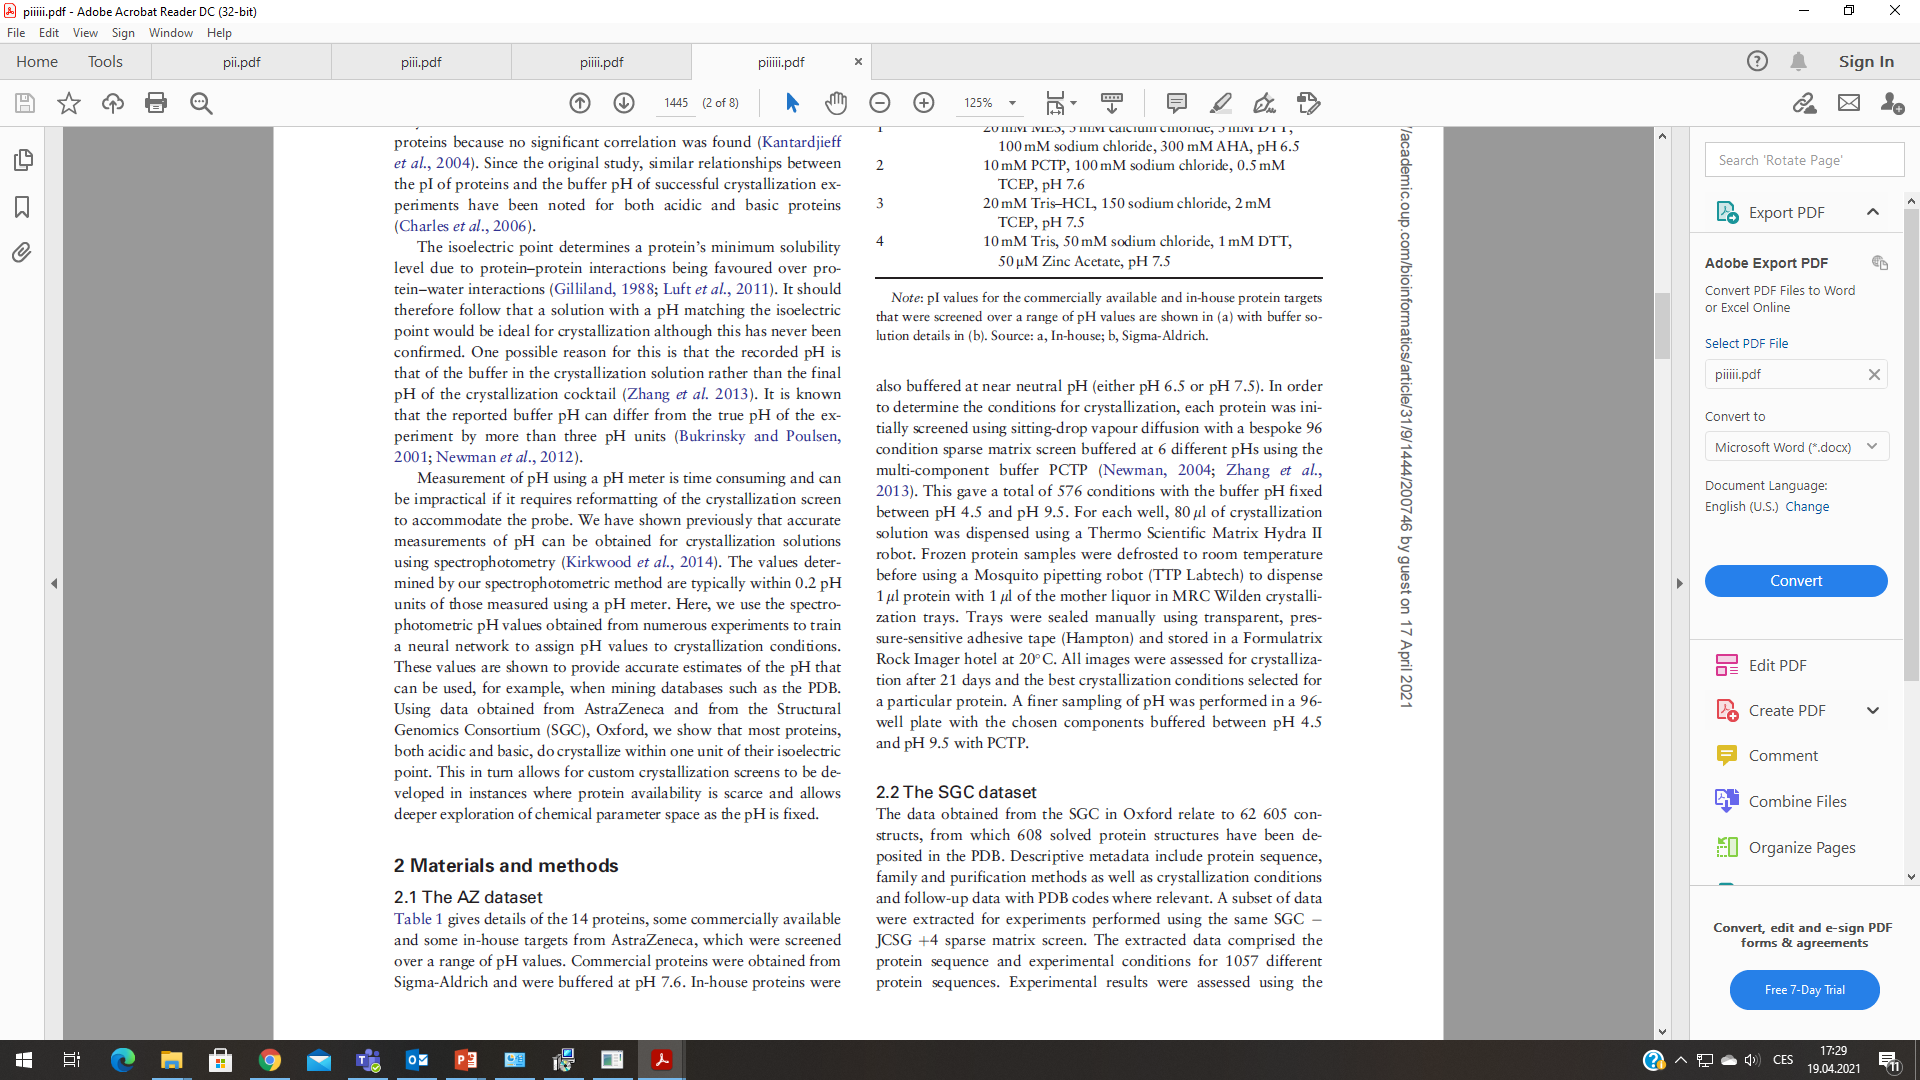 piiiii.pdf - Adobe Acrobat Reader DC (32-bit)
File Edit View Sign Window Help
Home Tools pii.pdf piii.pdf piiii.pdf piiiii.pdf Sign In
1445 (2 of 8) 125%
proteins because no significant correlation was found (Kantardjieff
et al., 2004). Since the original study, similar relationships between
the pI of proteins and the buffer pH of successful crystallization ex-
periments have been noted for both acidic and basic proteins
(Charles et al., 2006).
The isoelectric point determines a protein's minimum solubility
level due to protein–protein interactions being favoured over pro-
tein–water interactions (Gilliland, 1988; Luft et al., 2011). It should
therefore follow that a solution with a pH matching the isoelectric
point would be ideal for crystallization although this has never been
confirmed. One possible reason for this is that the recorded pH is
that of the buffer in the crystallization solution rather than the final
pH of the crystallization cocktail (Zhang et al. 2013). It is known
that the reported buffer pH can differ from the true pH of the ex-
periment by more than three pH units (Bukrinsky and Poulsen,
2001; Newman et al., 2012).
Measurement of pH using a pH meter is time consuming and can
be impractical if it requires reformatting of the crystallization screen
to accommodate the probe. We have shown previously that accurate
measurements of pH can be obtained for crystallization solutions
using spectrophotometry (Kirkwood et al., 2014). The values deter-
mined by our spectrophotometric method are typically within 0.2 pH
units of those measured using a pH meter. Here, we use the spectro-
photometric pH values obtained from numerous experiments to train
a neural network to assign pH values to crystallization conditions.
These values are shown to provide accurate estimates of the pH that
can be used, for example, when mining databases such as the PDB.
Using data obtained from AstraZeneca and from the Structural
Genomics Consortium (SGC), Oxford, we show that most proteins,
both acidic and basic, do crystallize within one unit of their isoelectric
point. This in turn allows for custom crystallization screens to be de-
veloped in instances where protein availability is scarce and allows
deeper exploration of chemical parameter space as the pH is fixed.
2 Materials and methods
2.1 The AZ dataset
Table 1 gives details of the 14 proteins, some commercially available
and some in-house targets from AstraZeneca, which were screened
over a range of pH values. Commercial proteins were obtained from
Sigma-Aldrich and were buffered at pH 7.6. In-house proteins were
1 20 mM MES, 5 mM calcium chloride, 5 mM DTT,
100 mM sodium chloride, 300 mM AHA, pH 6.5
2 10 mM PCTP, 100 mM sodium chloride, 0.5 mM
TCEP, pH 7.6
3 20 mM Tris–HCL, 150 sodium chloride, 2 mM
TCEP, pH 7.5
4 10 mM Tris, 50 mM sodium chloride, 1 mM DTT,
50 µM Zinc Acetate, pH 7.5
Note: pI values for the commercially available and in-house protein targets
that were screened over a range of pH values are shown in (a) with buffer so-
lution details in (b). Source: a, In-house; b, Sigma-Aldrich.
also buffered at near neutral pH (either pH 6.5 or pH 7.5). In order
to determine the conditions for crystallization, each protein was ini-
tially screened using sitting-drop vapour diffusion with a bespoke 96
condition sparse matrix screen buffered at 6 different pHs using the
multi-component buffer PCTP (Newman, 2004; Zhang et al.,
2013). This gave a total of 576 conditions with the buffer pH fixed
between pH 4.5 and pH 9.5. For each well, 80 µl of crystallization
solution was dispensed using a Thermo Scientific Matrix Hydra II
robot. Frozen protein samples were defrosted to room temperature
before using a Mosquito pipetting robot (TTP Labtech) to dispense
1 µl protein with 1 µl of the mother liquor in MRC Wilden crystalli-
zation trays. Trays were sealed manually using transparent, pres-
sure-sensitive adhesive tape (Hampton) and stored in a Formulatrix
Rock Imager hotel at 20°C. All images were assessed for crystalliza-
tion after 21 days and the best crystallization conditions selected for
a particular protein. A finer sampling of pH was performed in a 96-
well plate with the chosen components buffered between pH 4.5
and pH 9.5 with PCTP.
2.2 The SGC dataset
The data obtained from the SGC in Oxford relate to 62 605 con-
structs, from which 608 solved protein structures have been de-
posited in the PDB. Descriptive metadata include protein sequence,
family and purification methods as well as crystallization conditions
and follow-up data with PDB codes where relevant. A subset of data
were extracted for experiments performed using the same SGC −
JCSG +4 sparse matrix screen. The extracted data comprised the
protein sequence and experimental conditions for 1057 different
protein sequences. Experimental results were assessed using the
/academic.oup.com/bioinformatics/article/31/9/1444/200746 by guest on 17 April 2021
Search 'Rotate Page'
Export PDF
Adobe Export PDF
Convert PDF Files to Word
or Excel Online
Select PDF File
piiiii.pdf
Convert to
Microsoft Word (*.docx)
Document Language:
English (U.S.) Change
Convert
Edit PDF
Create PDF
Comment
Combine Files
Organize Pages
Convert, edit and e-sign PDF
forms & agreements
Free 7-Day Trial
CES
17:29
19.04.2021
11